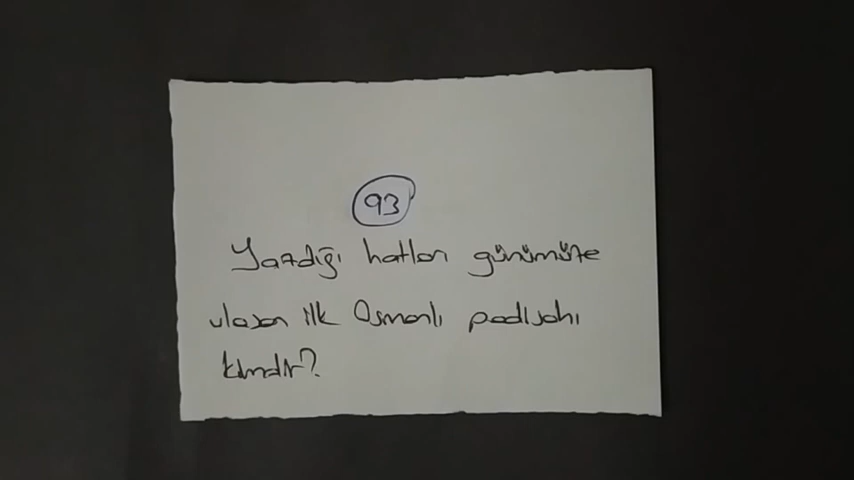 93
Yazdığı hatları günümüze
ulaşan ilk Osmanlı padişahı
kimdir?